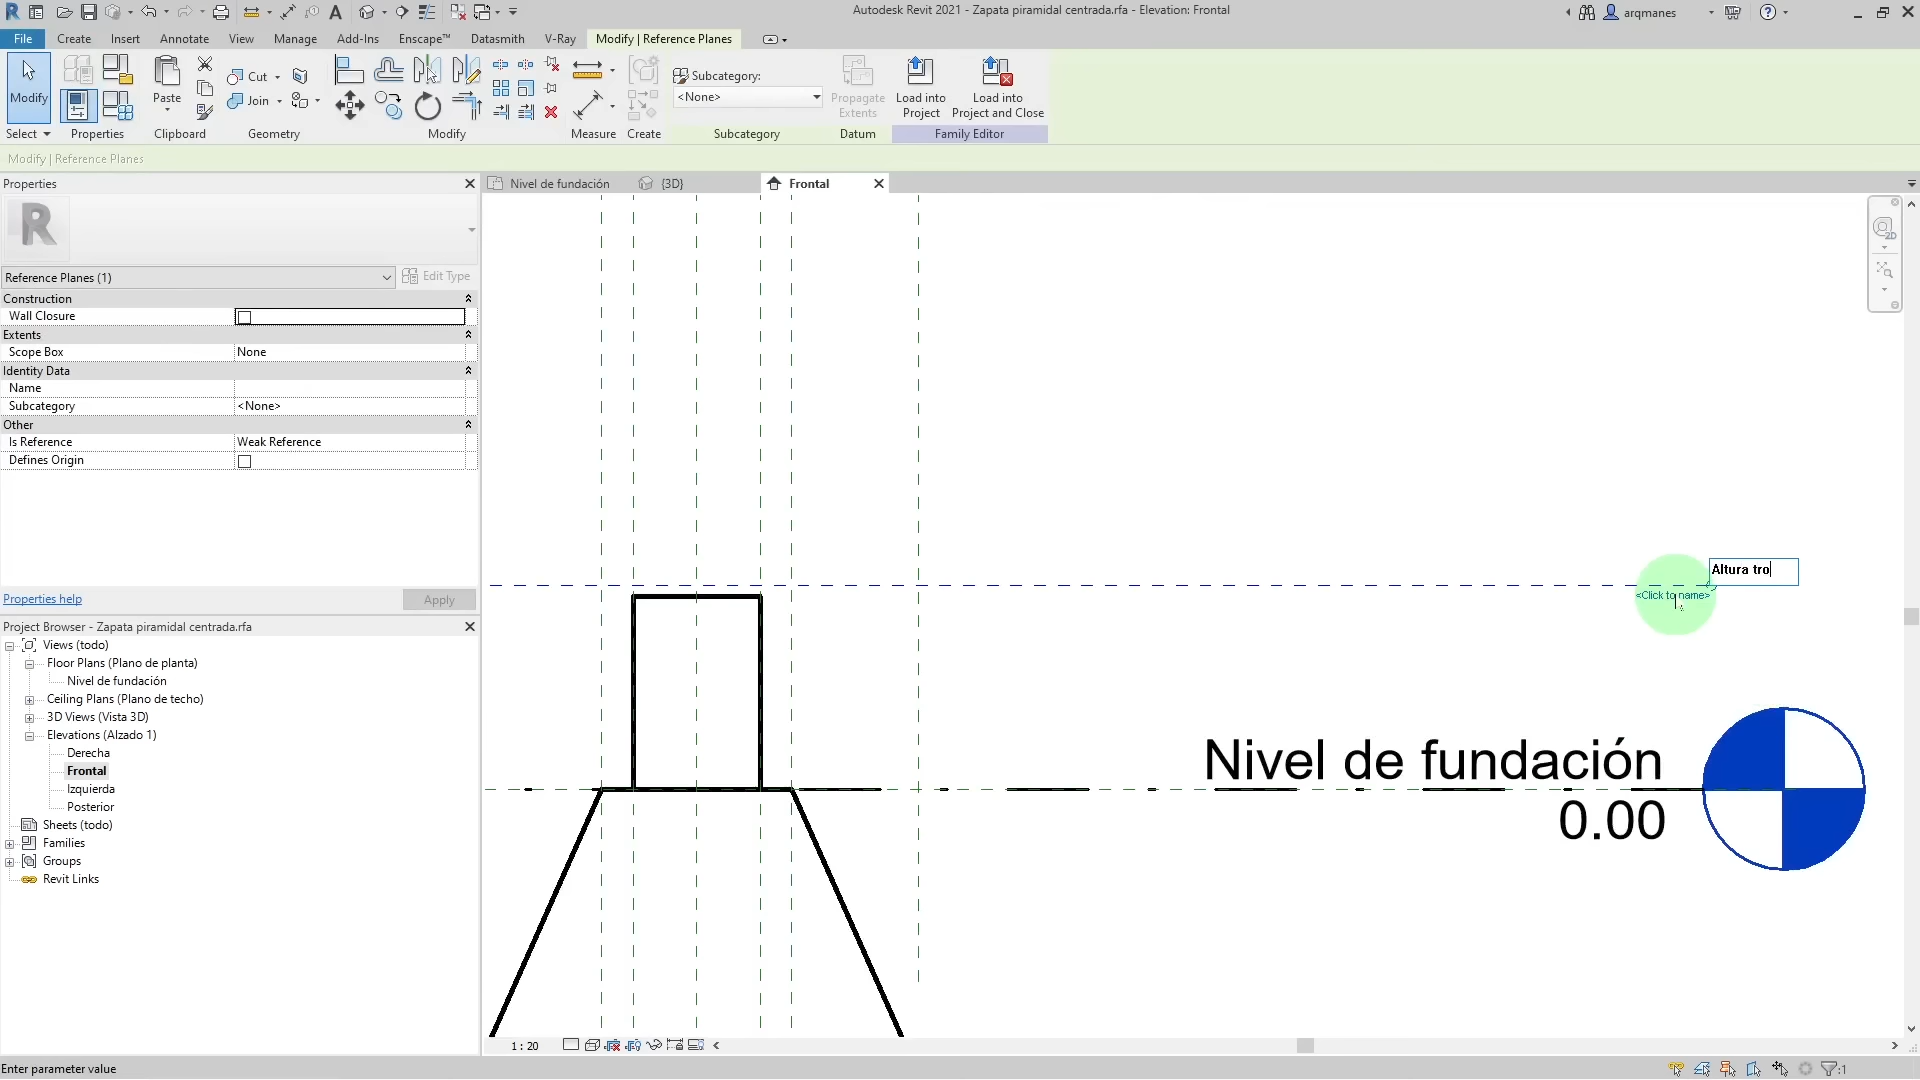 Autodesk Revit 2021 - Zapata piramidal centrada.rfa - Elevation: Frontal
arqmanes
File
Create
Insert
Annotate
View
Manage
Add-Ins
Enscape™
Datasmith
V-Ray
Modify | Reference Planes
Modify
Paste
Cut
Join
Subcategory:
<None>
Propagate
Extents
Load into
Project
Load into
Project and Close
Select
Properties
Clipboard
Geometry
Modify
Measure
Create
Subcategory
Datum
Family Editor
Modify | Reference Planes
Properties
Nivel de fundación
{3D}
Frontal
R
2D
Reference Planes (1)
Edit Type
Construction
Wall Closure
Extents
Scope Box
None
Identity Data
Name
Subcategory
<None>
Other
Is Reference
Weak Reference
Defines Origin
Properties help
Apply
Altura tro
<Click to name>
Nivel de fundación
0.00
Project Browser - Zapata piramidal centrada.rfa
Views (todo)
Floor Plans (Plano de planta)
Nivel de fundación
Ceiling Plans (Plano de techo)
3D Views (Vista 3D)
Elevations (Alzado 1)
Derecha
Frontal
Izquierda
Posterior
Sheets (todo)
Families
Groups
Revit Links
1 : 20
Enter parameter value
:1